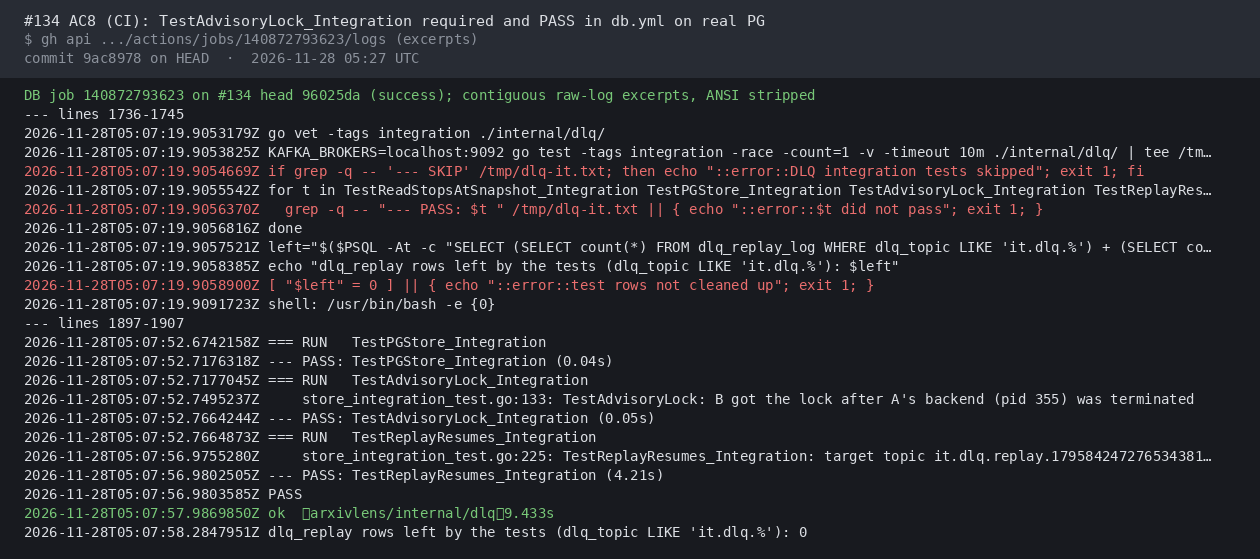 #134 AC8 (CI): TestAdvisoryLock_Integration required and PASS in db.yml on real PG
$ gh api .../actions/jobs/140872793623/logs (excerpts)
commit 9ac8978 on HEAD · 2026-11-28 05:27 UTC
DB job 140872793623 on #134 head 96025da (success); contiguous raw-log excerpts, ANSI stripped
--- lines 1736-1745
2026-11-28T05:07:19.9053179Z go vet -tags integration ./internal/dlq/
2026-11-28T05:07:19.9053825Z KAFKA_BROKERS=localhost:9092 go test -tags integration -race -count=1 -v -timeout 10m ./internal/dlq/ | tee /tm…
2026-11-28T05:07:19.9054669Z if grep -q -- '--- SKIP' /tmp/dlq-it.txt; then echo "::error::DLQ integration tests skipped"; exit 1; fi
2026-11-28T05:07:19.9055542Z for t in TestReadStopsAtSnapshot_Integration TestPGStore_Integration TestAdvisoryLock_Integration TestReplayRes…
2026-11-28T05:07:19.9056370Z   grep -q -- "--- PASS: $t " /tmp/dlq-it.txt || { echo "::error::$t did not pass"; exit 1; }
2026-11-28T05:07:19.9056816Z done
2026-11-28T05:07:19.9057521Z left="$($PSQL -At -c "SELECT (SELECT count(*) FROM dlq_replay_log WHERE dlq_topic LIKE 'it.dlq.%') + (SELECT co…
2026-11-28T05:07:19.9058385Z echo "dlq_replay rows left by the tests (dlq_topic LIKE 'it.dlq.%'): $left"
2026-11-28T05:07:19.9058900Z [ "$left" = 0 ] || { echo "::error::test rows not cleaned up"; exit 1; }
2026-11-28T05:07:19.9091723Z shell: /usr/bin/bash -e {0}
--- lines 1897-1907
2026-11-28T05:07:52.6742158Z === RUN   TestPGStore_Integration
2026-11-28T05:07:52.7176318Z --- PASS: TestPGStore_Integration (0.04s)
2026-11-28T05:07:52.7177045Z === RUN   TestAdvisoryLock_Integration
2026-11-28T05:07:52.7495237Z     store_integration_test.go:133: TestAdvisoryLock: B got the lock after A's backend (pid 355) was terminated
2026-11-28T05:07:52.7664244Z --- PASS: TestAdvisoryLock_Integration (0.05s)
2026-11-28T05:07:52.7664873Z === RUN   TestReplayResumes_Integration
2026-11-28T05:07:56.9755280Z     store_integration_test.go:225: TestReplayResumes_Integration: target topic it.dlq.replay.179584247276534381…
2026-11-28T05:07:56.9802505Z --- PASS: TestReplayResumes_Integration (4.21s)
2026-11-28T05:07:56.9803585Z PASS
2026-11-28T05:07:57.9869850Z ok  ▯arxivlens/internal/dlq▯9.433s
2026-11-28T05:07:58.2847951Z dlq_replay rows left by the tests (dlq_topic LIKE 'it.dlq.%'): 0